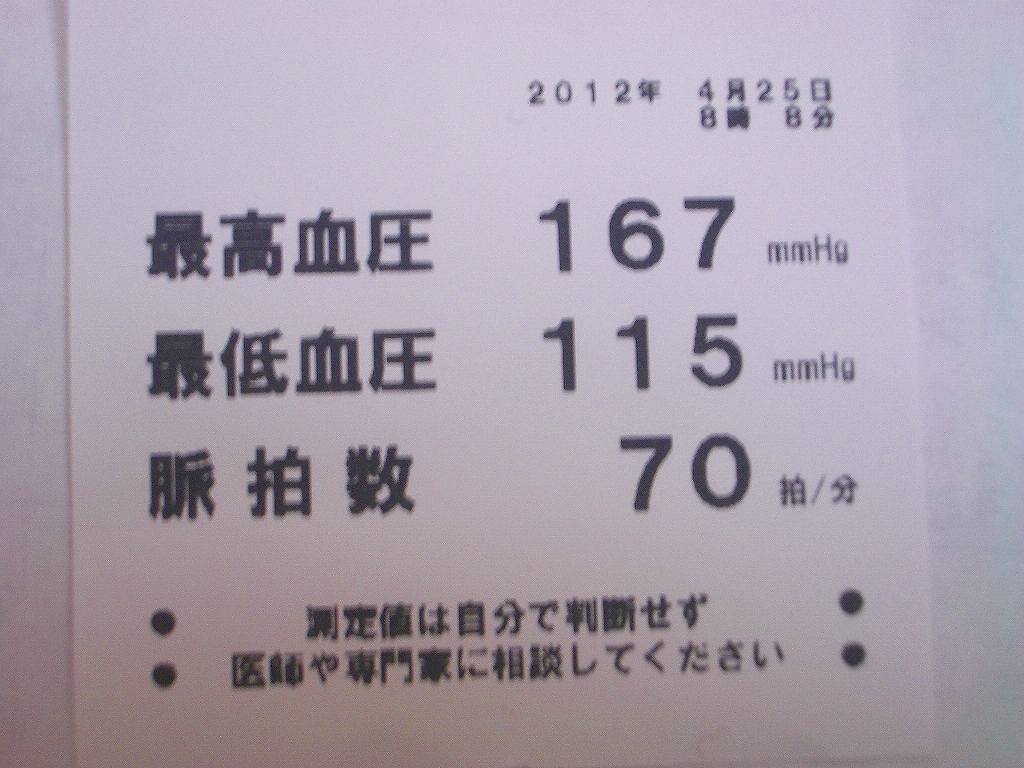 2012年 4月25日
8時 8分
最高血圧 167 mmHg
最低血圧 115 mmHg
脈拍数 70 拍/分
● 測定値は自分で判断せず ●
● 医師や専門家に相談してください ●